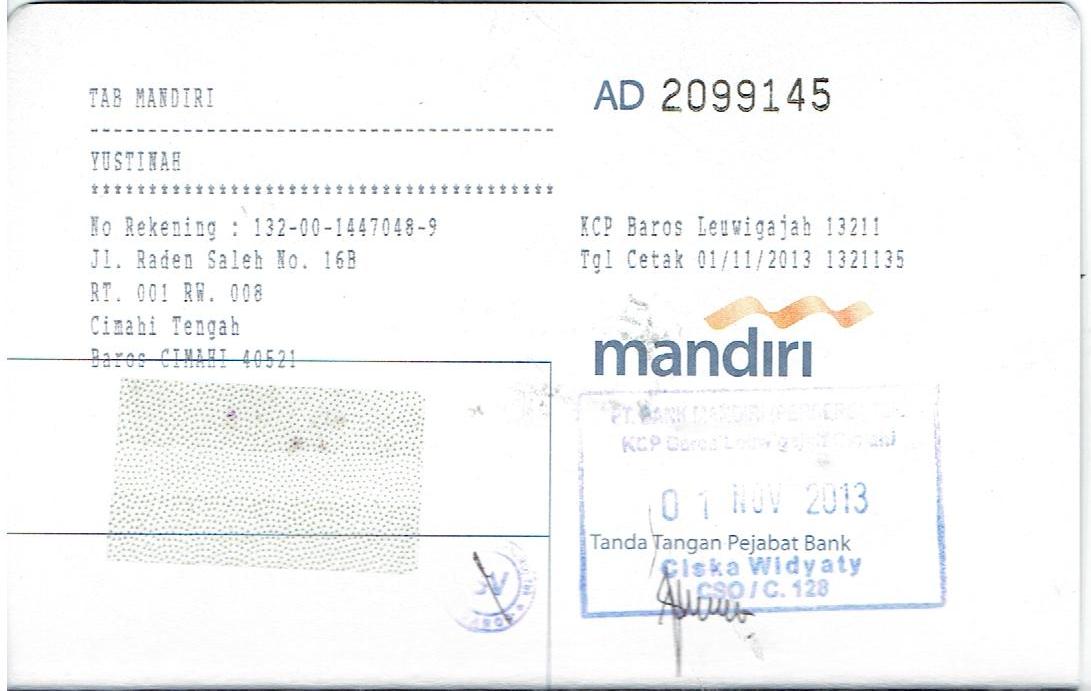 TAB MANDIRI
YUSTINAH
No Rekening : 132-00-1447048-9
Jl. Raden Saleh No. 16B
RT. 001 RW. 008
Cimahi Tengah
Baros CIMAHI 40521
AD 2099145
KCP Baros Leuwigajah 13211
Tgl Cetak 01/11/2013 1321135
mandiri
PT. BANK MANDIRI (PERSERO)
KCP Baros Leuwigajah Cimahi
01 NOV 2013
Tanda Tangan Pejabat Bank
Ciska Widyaty
CSO / C. 128